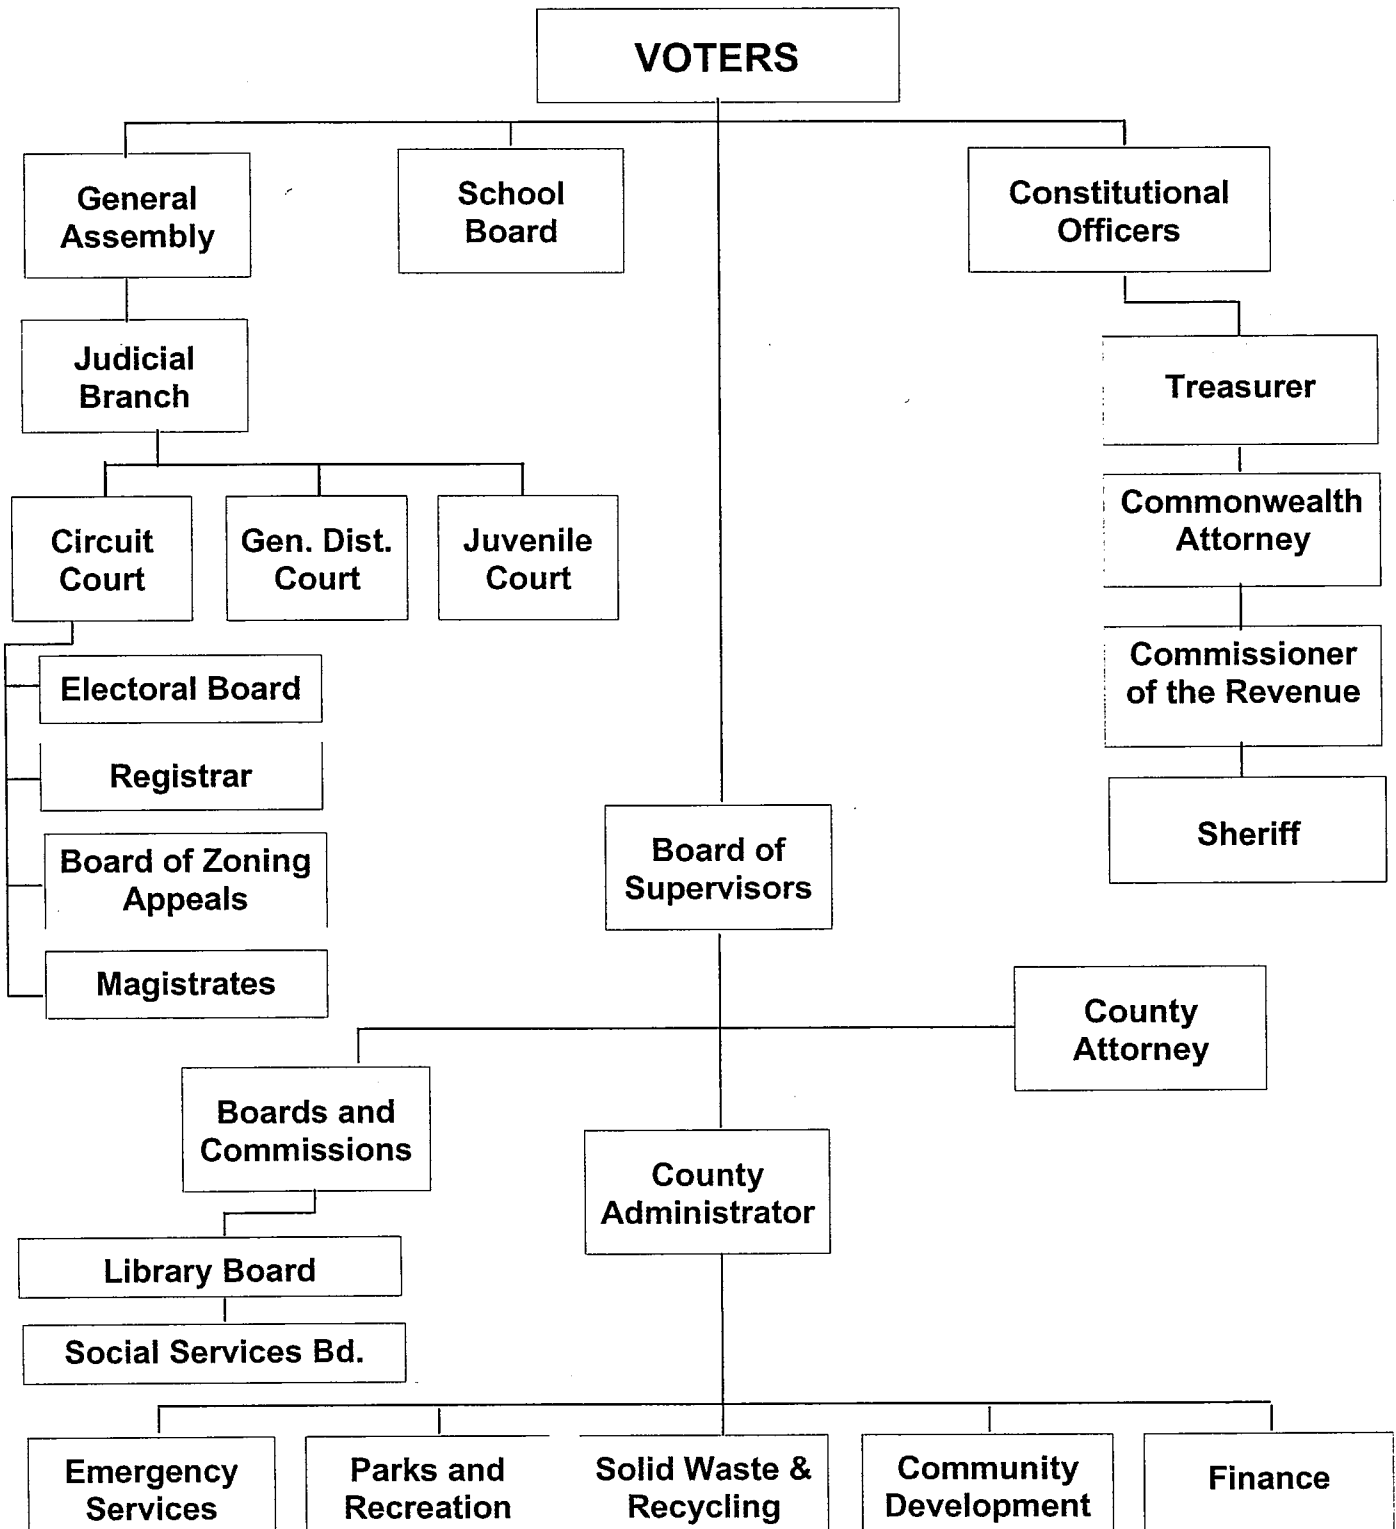 VOTERS
General
Assembly
School
Board
Constitutional
Officers
Judicial
Branch
Treasurer
Commonwealth
Attorney
Circuit
Court
Gen. Dist.
Court
Juvenile
Court
Commissioner
of the Revenue
Electoral Board
Registrar
Sheriff
Board of Zoning
Appeals
Board of
Supervisors
Magistrates
County
Attorney
Boards and
Commissions
County
Administrator
Library Board
Social Services Bd.
Emergency
Services
Parks and
Recreation
Solid Waste &
Recycling
Community
Development
Finance